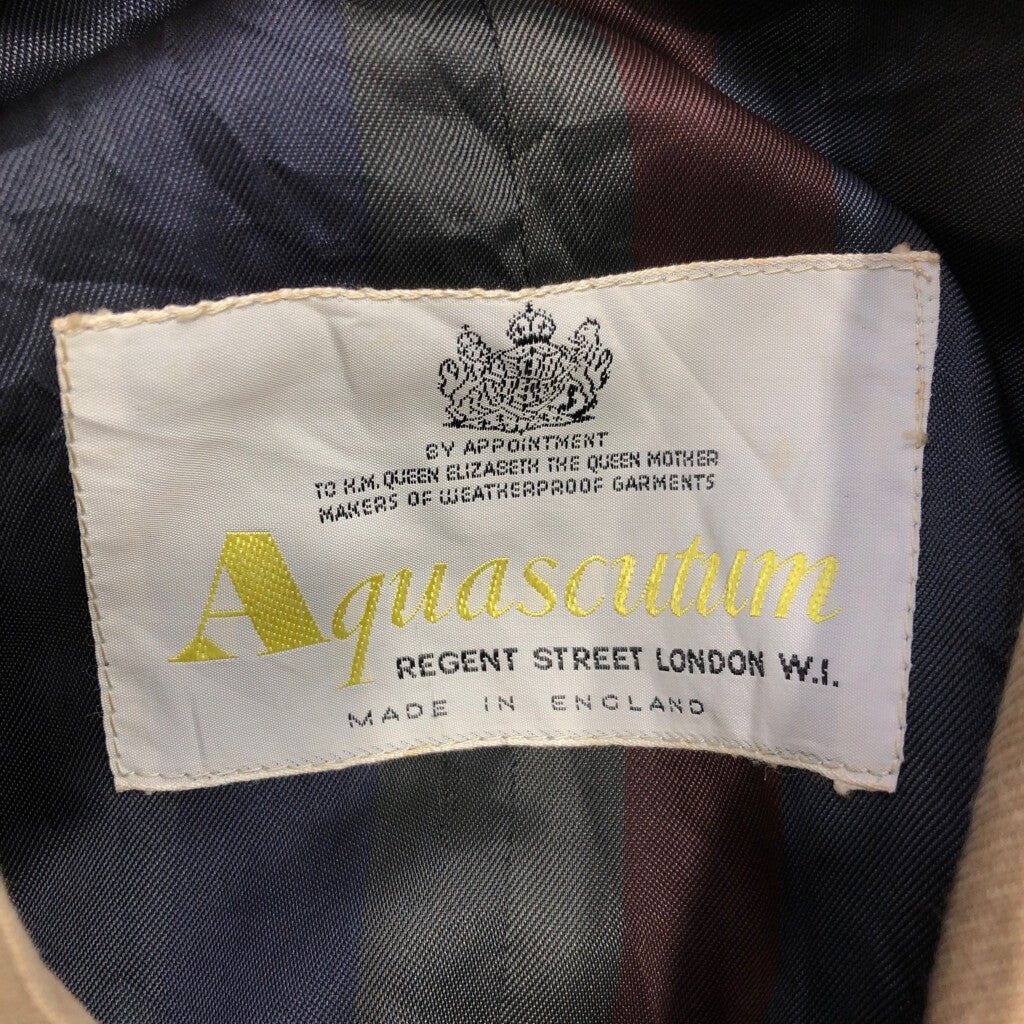 BY APPOINTMENT
TO H.M. QUEEN ELIZABETH THE QUEEN MOTHER
MAKERS OF WEATHERPROOF GARMENTS
Aquascutum
REGENT STREET LONDON W.I.
MADE IN ENGLAND